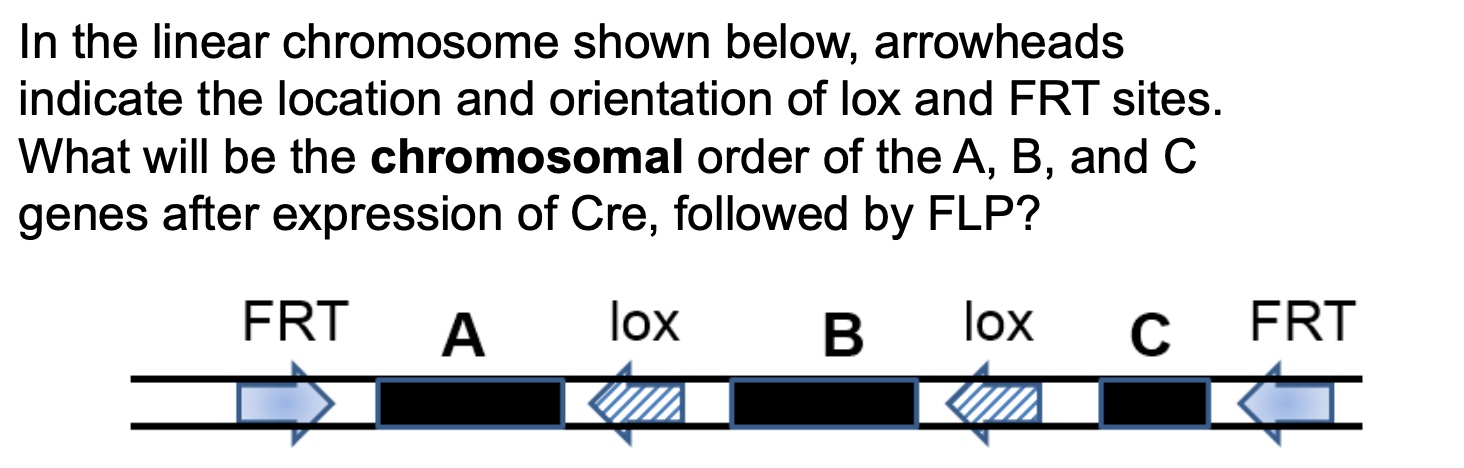 In the linear chromosome shown below, arrowheads
indicate the location and orientation of lox and FRT sites.
What will be the chromosomal order of the A, B, and C
genes after expression of Cre, followed by FLP?
FRT A lox B lox C FRT